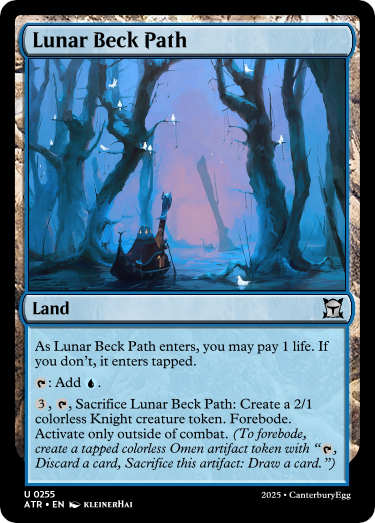 Lunar Beck Path
Land
As Lunar Beck Path enters, you may pay 1 life. If
you don't, it enters tapped.
: Add .
3, , Sacrifice Lunar Beck Path: Create a 2/1
colorless Knight creature token. Forebode.
Activate only outside of combat. (To forebode,
create a tapped colorless Omen artifact token with “,
Discard a card, Sacrifice this artifact: Draw a card.”)
U 0255
ATR • EN KLEINERHAI
2025 • CanterburyEgg